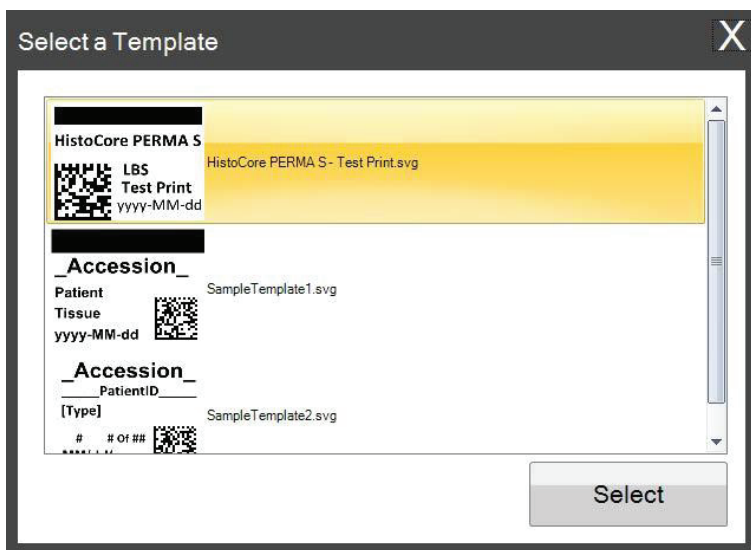 Select a Template
X
HistoCore PERMA S
LBS
Test Print
yyyy-MM-dd
HistoCore PERMA S - Test Print.svg
_Accession_
Patient
Tissue
yyyy-MM-dd
SampleTemplate1.svg
_Accession_
_____PatientID_____
[Type]
# # Of ##
SampleTemplate2.svg
Select